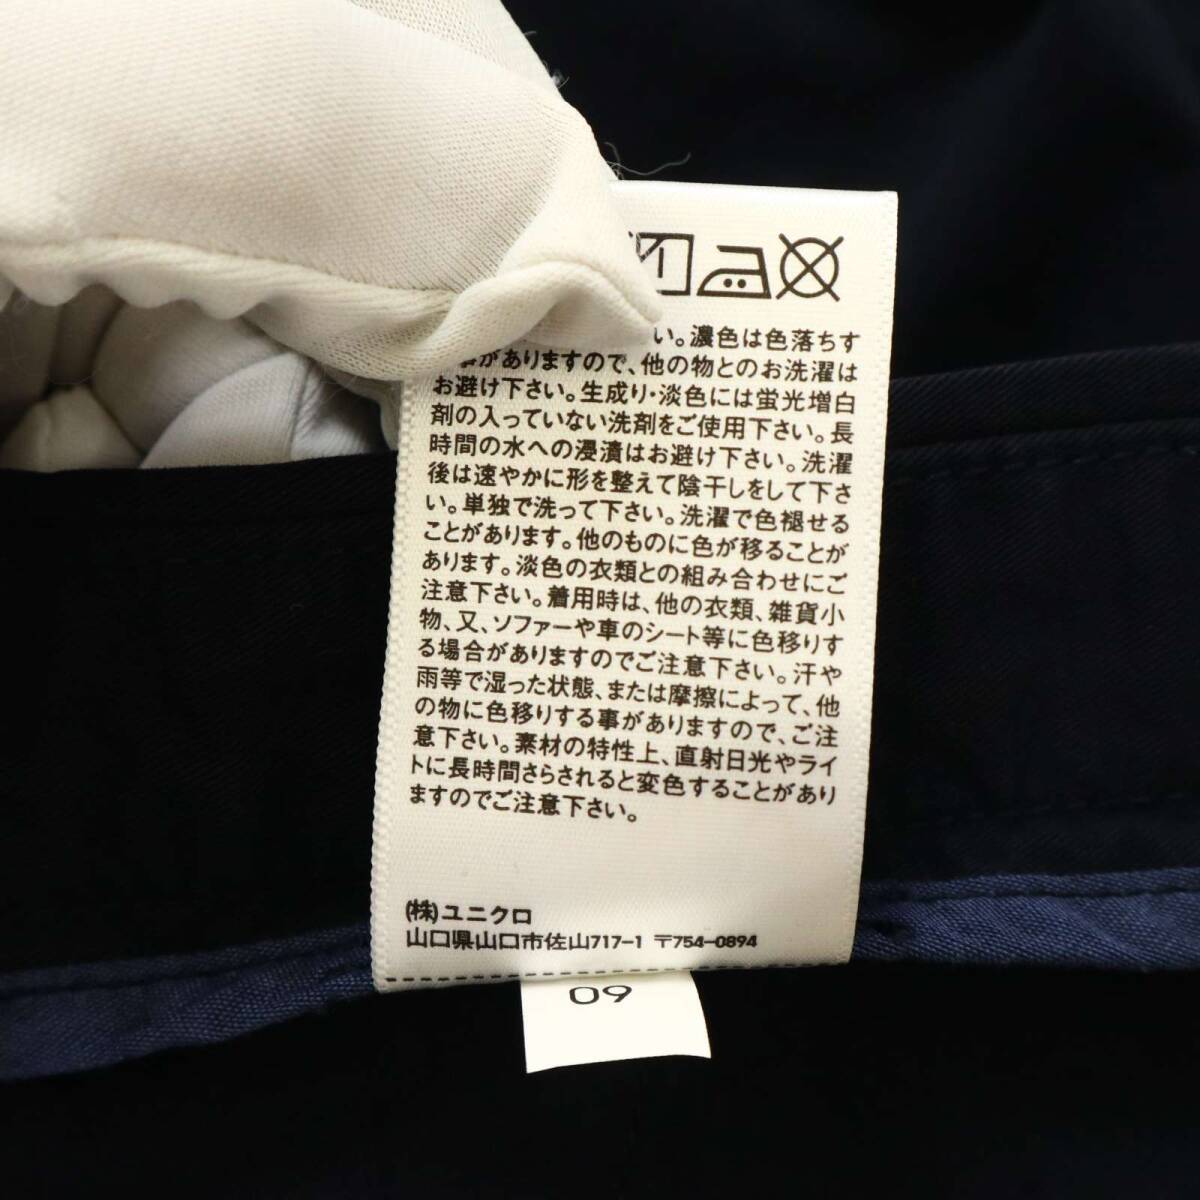 い。濃色は色落ちす
事がありますので、他の物とのお洗濯は
お避け下さい。生成り・淡色には蛍光増白
剤の入っていない洗剤をご使用下さい。長
時間の水への浸漬はお避け下さい。洗濯
後は速やかに形を整えて陰干しをして下さ
い。単独で洗って下さい。洗濯で色褪せる
ことがあります。他のものに色が移ることが
あります。淡色の衣類との組み合わせにご
注意下さい。着用時は、他の衣類、雑貨小
物、又、ソファーや車のシート等に色移りす
る場合がありますのでご注意下さい。汗や
雨等で湿った状態、または摩擦によって、他
の物に色移りする事がありますので、ご注
意下さい。素材の特性上、直射日光やライ
トに長時間さらされると変色することがあり
ますのでご注意下さい。
(株)ユニクロ
山口県山口市佐山717-1 〒754-0894
09